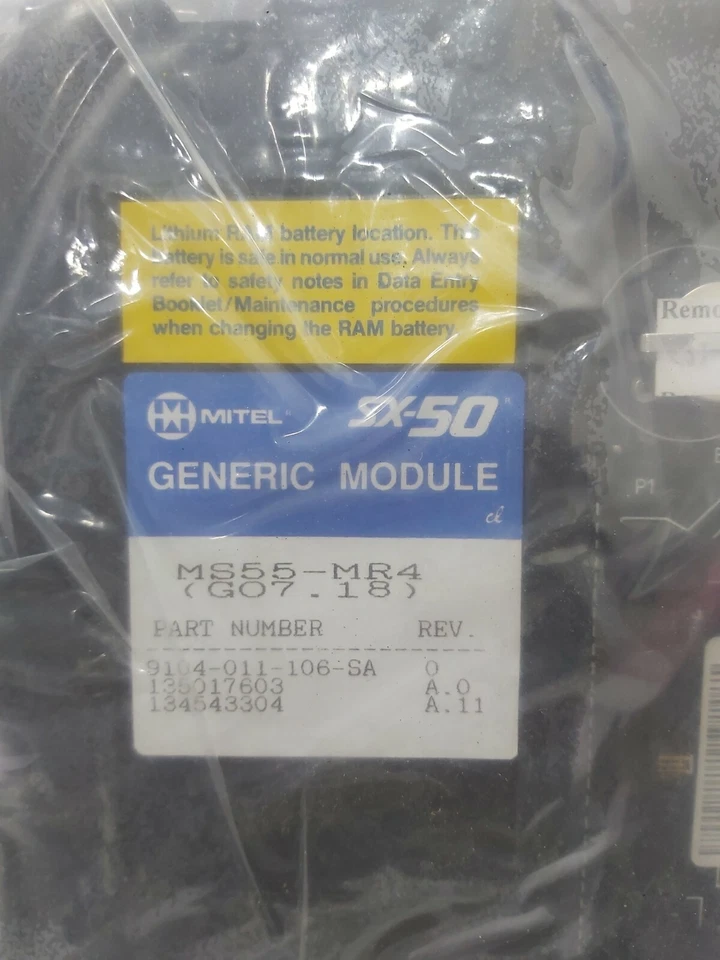 Lithium RAM battery location. This
battery is safe in normal use. Always
refer to safety notes in Data Entry
Booklet/Maintenance procedures
when changing the RAM battery.
MITEL SX-50
GENERIC MODULE
cl
MS55-MR4
(G07.18)
PART NUMBER REV.
9104-011-106-SA 0
135017603 A.0
134543304 A.11
Remo
P1